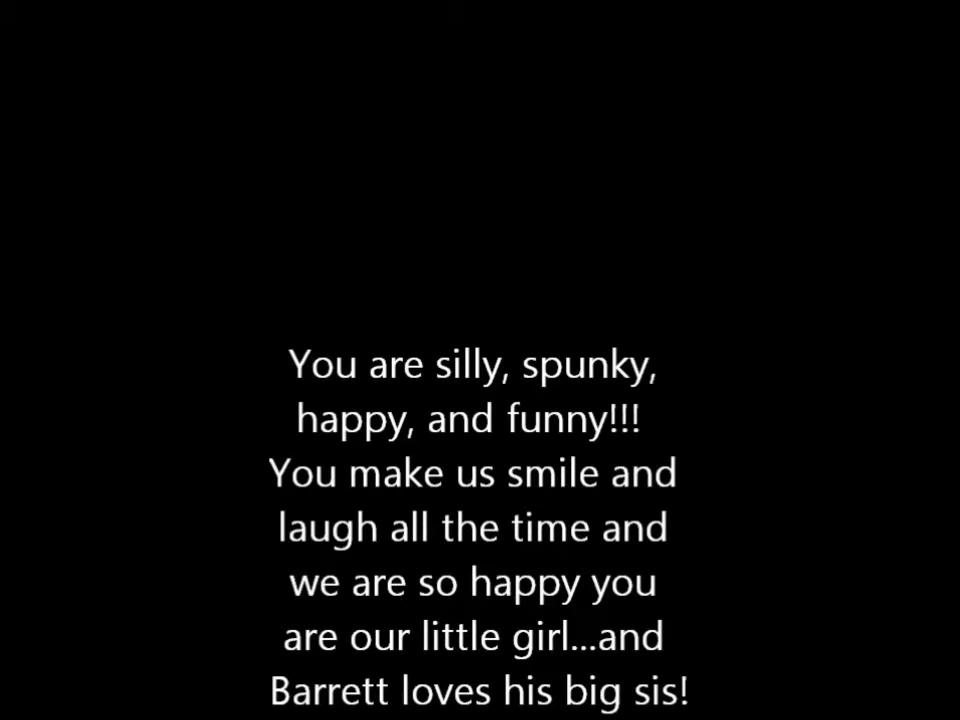 You are silly, spunky,
happy, and funny!!!
You make us smile and
laugh all the time and
we are so happy you
are our little girl...and
Barrett loves his big sis!